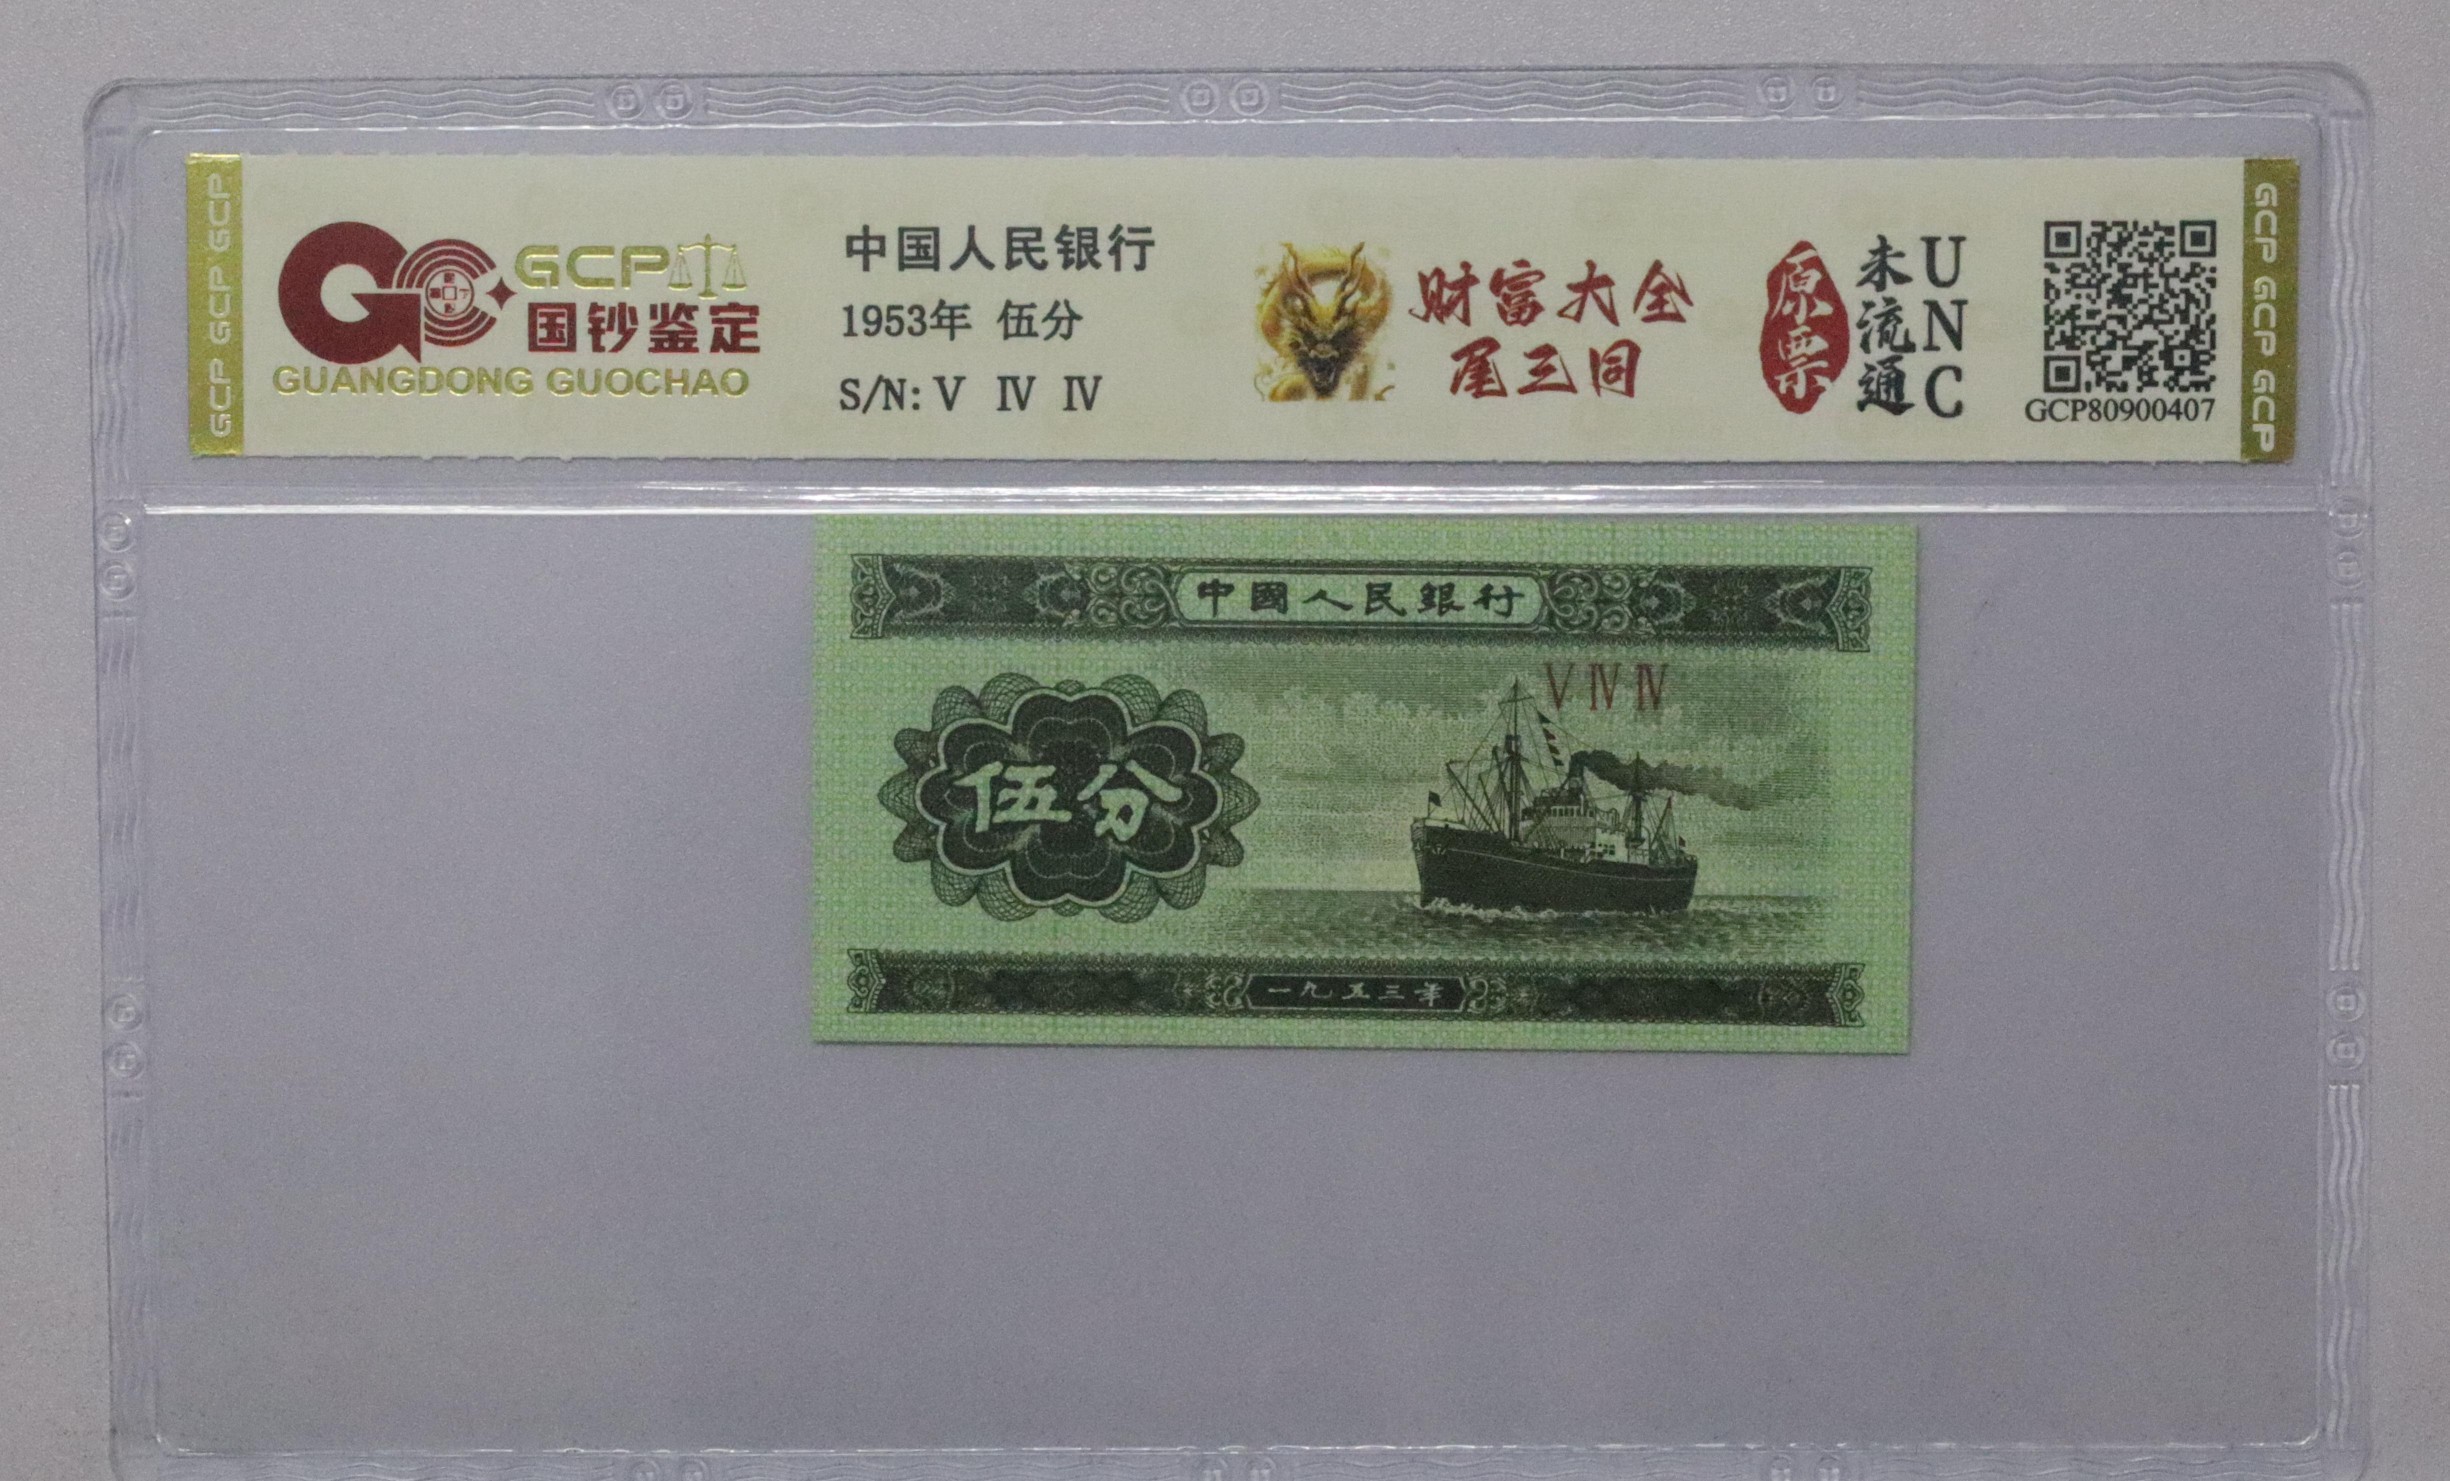 GCP GCP GCP
GCP
国钞鉴定
GUANGDONG GUOCHAO
中国人民银行
1953年 伍分
S/N: Ⅴ Ⅳ Ⅳ
财富大全
尾三同
原票
未流通
UNC
GCP80900407
GCP GCP GCP
中國人民銀行
Ⅴ Ⅳ Ⅳ
伍分
一九五三年